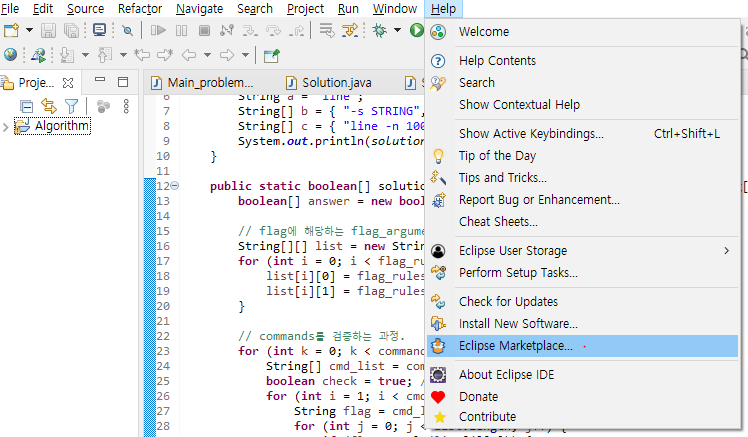 File Edit Source Refactor Navigate Search Project Run Window Help
Proje...
Algorithm
Main_problem...
Solution.java
S
6 String a = "line";
7 String[] b = { "-s STRING",
8 String[] c = { "line -n 100
9 System.out.println(solution
10 }
11
12 public static boolean[] solut
13 boolean[] answer = new bool
14
15 // flag에 해당하는 flag_argume
16 String[][] list = new String
17 for (int i = 0; i < flag_ru
18 list[i][0] = flag_rules
19 list[i][1] = flag_rules
20 }
21
22 // commands를 검증하는 과정.
23 for (int k = 0; k < command
24 String[] cmd_list = com
25 boolean check = true; /
26 for (int i = 1; i < cmd
27 String flag = cmd_l
28 for (int j = 0; j <
Welcome
Help Contents
Search
Show Contextual Help
Show Active Keybindings... Ctrl+Shift+L
Tip of the Day
Tips and Tricks...
Report Bug or Enhancement...
Cheat Sheets...
Eclipse User Storage
Perform Setup Tasks...
Check for Updates
Install New Software...
Eclipse Marketplace...
About Eclipse IDE
Donate
Contribute